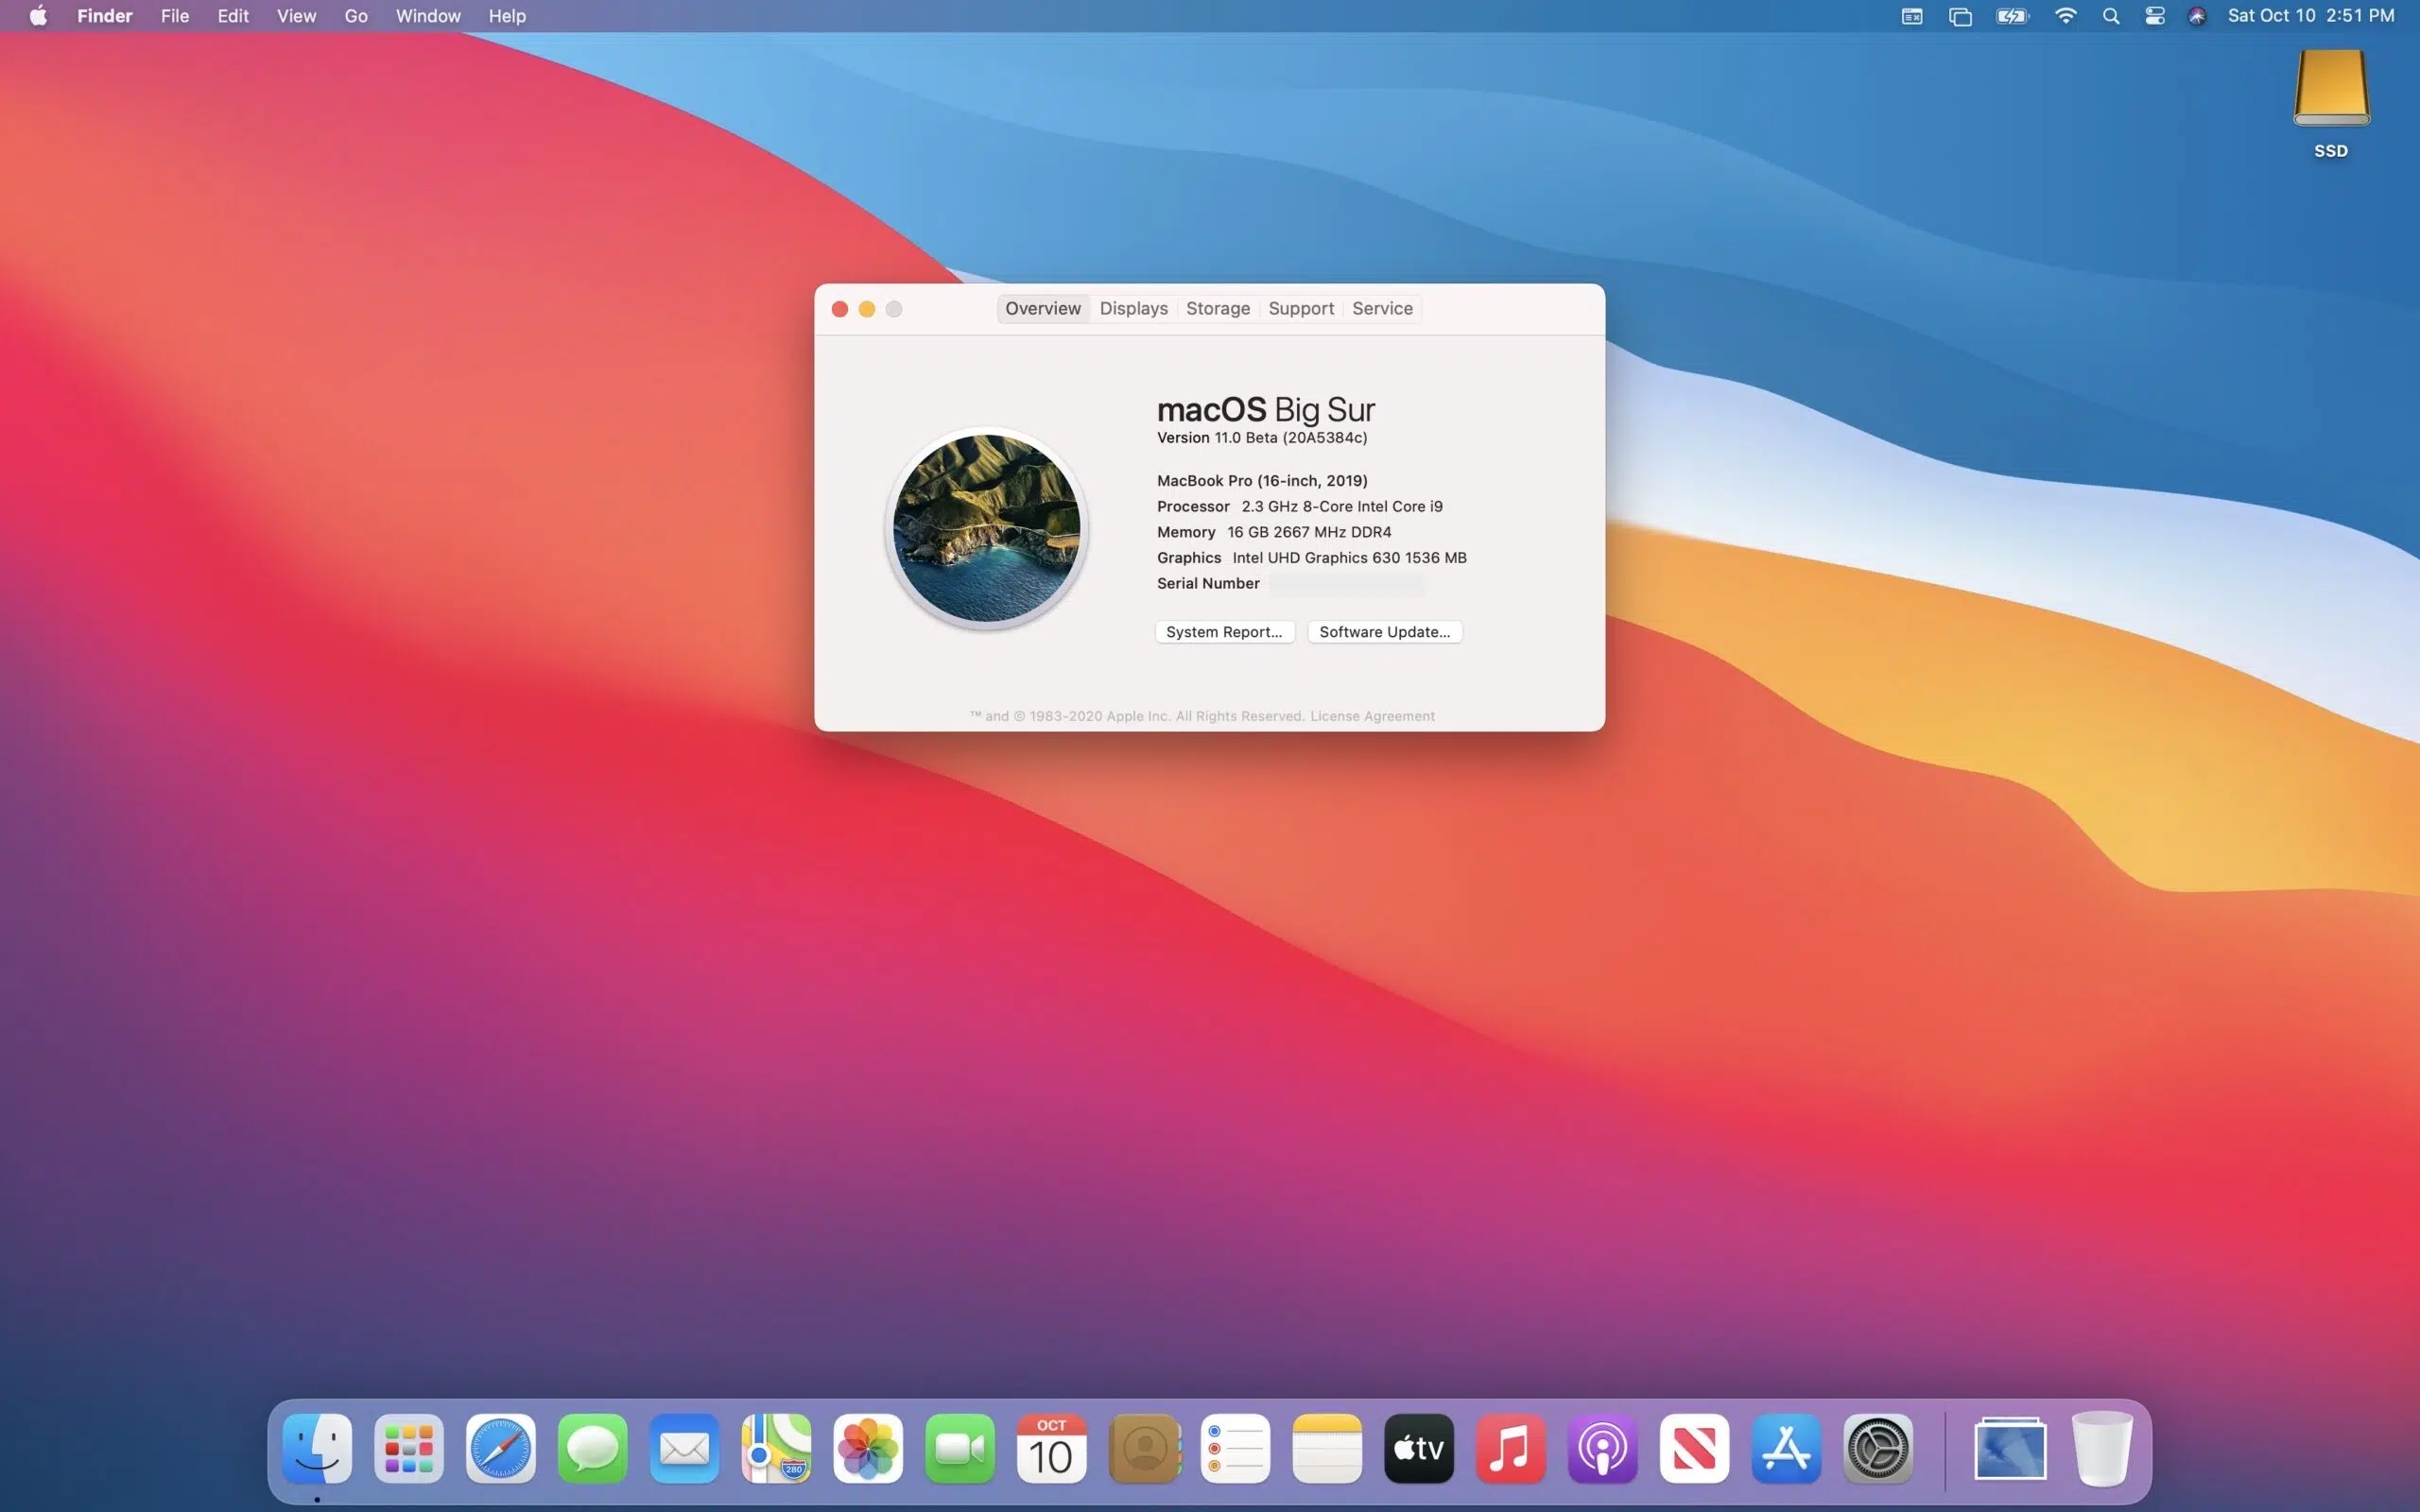 Finder File Edit View Go Window Help
Sat Oct 10 2:51 PM
SSD
Overview Displays Storage Support Service
macOS Big Sur
Version 11.0 Beta (20A5384c)
MacBook Pro (16-inch, 2019)
Processor 2.3 GHz 8-Core Intel Core i9
Memory 16 GB 2667 MHz DDR4
Graphics Intel UHD Graphics 630 1536 MB
Serial Number
System Report... Software Update...
™ and © 1983-2020 Apple Inc. All Rights Reserved. License Agreement
280
OCT
10
tv